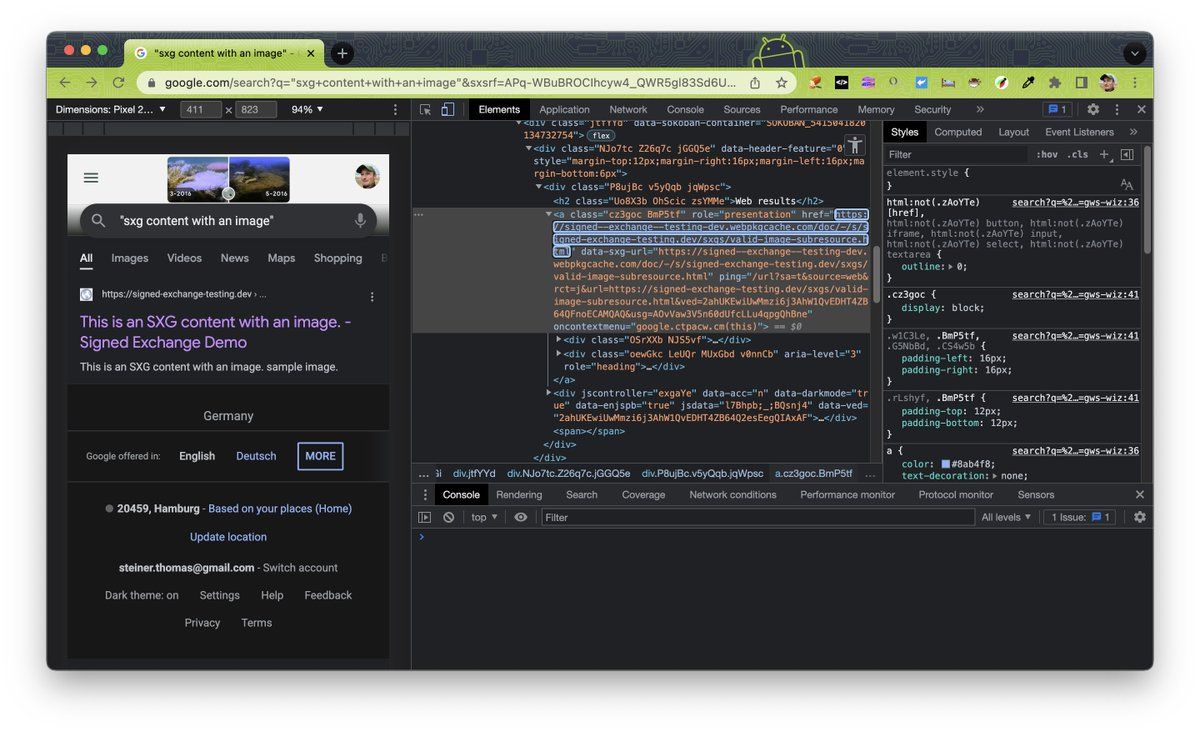 "sxg content with an image" -
google.com/search?q="sxg+content+with+an+image"&sxsrf=APq-WBuBROCIhcyw4_QWR5gI83Sd6U...
Dimensions: Pixel 2... 411 × 823 94%
Elements Application Network Console Sources Performance Memory Security » 1
3-2016 5-2016
"sxg content with an image"
All Images Videos News Maps Shopping
https://signed-exchange-testing.dev › ...
This is an SXG content with an image. -
Signed Exchange Demo
This is an SXG content with an image. sample image.
Germany
Google offered in: English Deutsch MORE
20459, Hamburg - Based on your places (Home)
Update location
steiner.thomas@gmail.com - Switch account
Dark theme: on Settings Help Feedback
Privacy Terms
<div class="jtfYYd" data-sokoban-container="SOKOBAN_5415041820
134732754"> flex
<div class="NJo7tc Z26q7c jGGQ5e" data-header-feature="0"
style="margin-top:12px;margin-right:16px;margin-left:16px;ma
rgin-bottom:6px">
<div class="P8ujBc v5yQqb jqWpsc">
<h2 class="Uo8X3b OhScic zsYMMe">Web results</h2>
<a class="cz3goc BmP5tf" role="presentation" href="https:
//signed--exchange--testing-dev.webpkgcache.com/doc/-/s/s
igned-exchange-testing.dev/sxgs/valid-image-subresource.h
tml" data-sxg-url="https://signed--exchange--testing-dev.
webpkgcache.com/doc/-/s/signed-exchange-testing.dev/sxgs/
valid-image-subresource.html" ping="/url?sa=t&source=web&
rct=j&url=https://signed-exchange-testing.dev/sxgs/valid-
image-subresource.html&ved=2ahUKEwiUwMmzi6j3AhW1QvEDHT4ZB
64QFnoECAMQAQ&usg=AOvVaw3V5n60dUfcLLu4qpgQhBne"
oncontextmenu="google.ctpacw.cm(this)"> == $0
<div class="OSrXXb NJS5vf">…</div>
<div class="oewGkc LeUQr MUxGbd v0nnCb" aria-level="3"
role="heading">…</div>
</a>
<div jscontroller="exgaYe" data-acc="n" data-darkmode="tr
ue" data-enjspb="true" jsdata="l7Bhpb;_;BQsnj4" data-ved=
"2ahUKEwiUwMmzi6j3AhW1QvEDHT4ZB64Q2esEegQIAxAF">…</div>
<span></span>
</div>
</div>
... div.jtfYYd div.NJo7tc.Z26q7c.jGGQ5e div.P8ujBc.v5yQqb.jqWpsc a.cz3goc.BmP5tf ...
Styles Computed Layout Event Listeners »
Filter :hov .cls +
element.style {
}
html:not(.zAoYTe) search?q=%2…=gws-wiz:36
[href],
html:not(.zAoYTe) button, html:not(.zAoYTe)
iframe, html:not(.zAoYTe) input,
html:not(.zAoYTe) select, html:not(.zAoYTe)
textarea {
outline: 0;
}
.cz3goc { search?q=%2…=gws-wiz:41
display: block;
}
.w1C3Le, .BmP5tf, search?q=%2…=gws-wiz:41
.G5NbBd, .CS4w5b {
padding-left: 16px;
padding-right: 16px;
}
.rLshyf, .BmP5tf { search?q=%2…=gws-wiz:41
padding-top: 12px;
padding-bottom: 12px;
}
a { search?q=%2…=gws-wiz:36
color: #8ab4f8;
text-decoration: none;
Console Rendering Search Coverage Network conditions Performance monitor Protocol monitor Sensors
top Filter All levels 1 Issue: 1